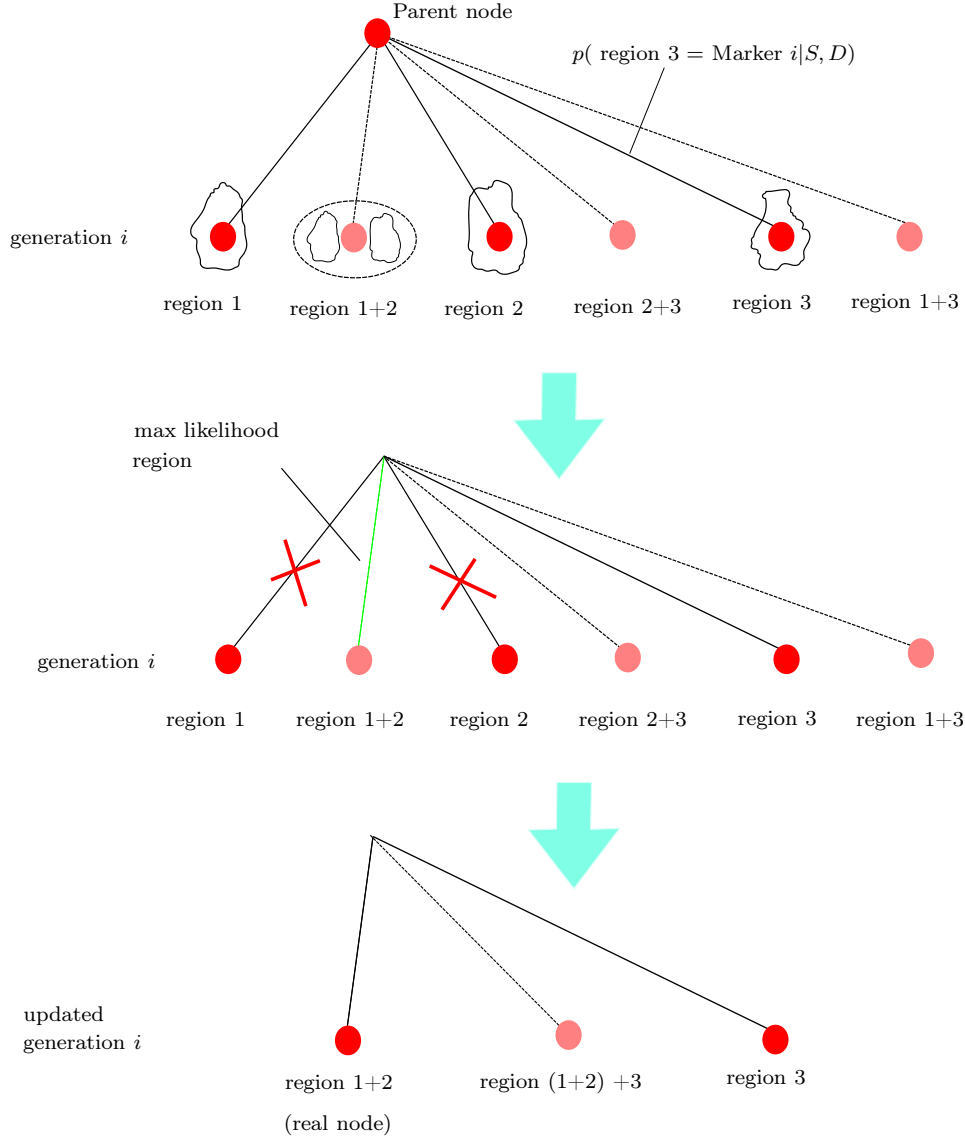 Parent node
p( region 3 = Marker i|S, D)
generation i
region 1
region 1+2
region 2
region 2+3
region 3
region 1+3
max likelihood
region
generation i
region 1
region 1+2
region 2
region 2+3
region 3
region 1+3
updated
generation i
region 1+2
(real node)
region (1+2) +3
region 3